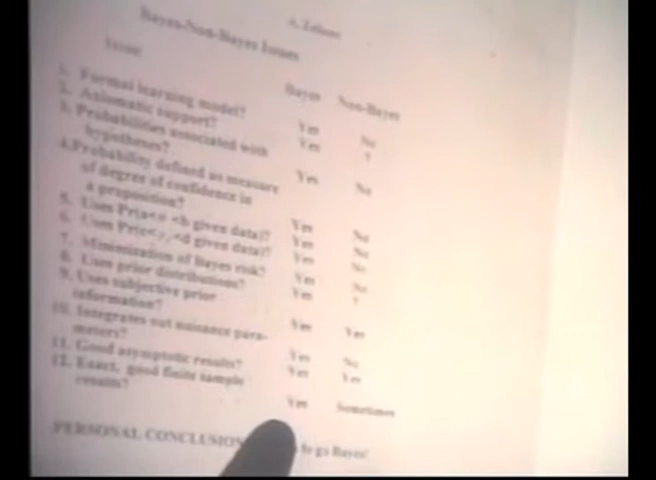 A. Zellner
Bayes-Non-Bayes Issues
Issue Bayes Non-Bayes
1. Formal learning model? Yes No
2. Axiomatic support? Yes ?
3. Probabilities associated with
hypotheses? Yes No
4.Probability defined as measure
of degree of confidence in
a proposition? Yes No
5. Uses Pr(a< <b given data)? Yes No
6. Uses Pr(c< <d given data)? Yes No
7. Minimization of Bayes risk? Yes No
8. Uses prior distributions? Yes ?
9. Uses subjective prior
information? Yes Yes
10. Integrates out nuisance para-
meters? Yes No
11. Good asymptotic results? Yes Yes
12. Exact, good finite sample
results? Yes Sometimes
PERSONAL CONCLUSION to go Bayes!